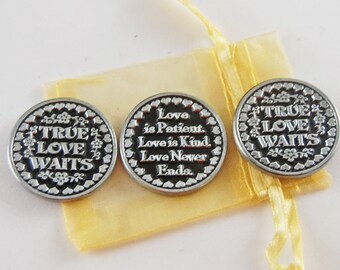 TRUE
LOVE
WAITS
Love
is Patient.
Love is Kind.
Love Never
Ends.
TRUE
LOVE
WAITS